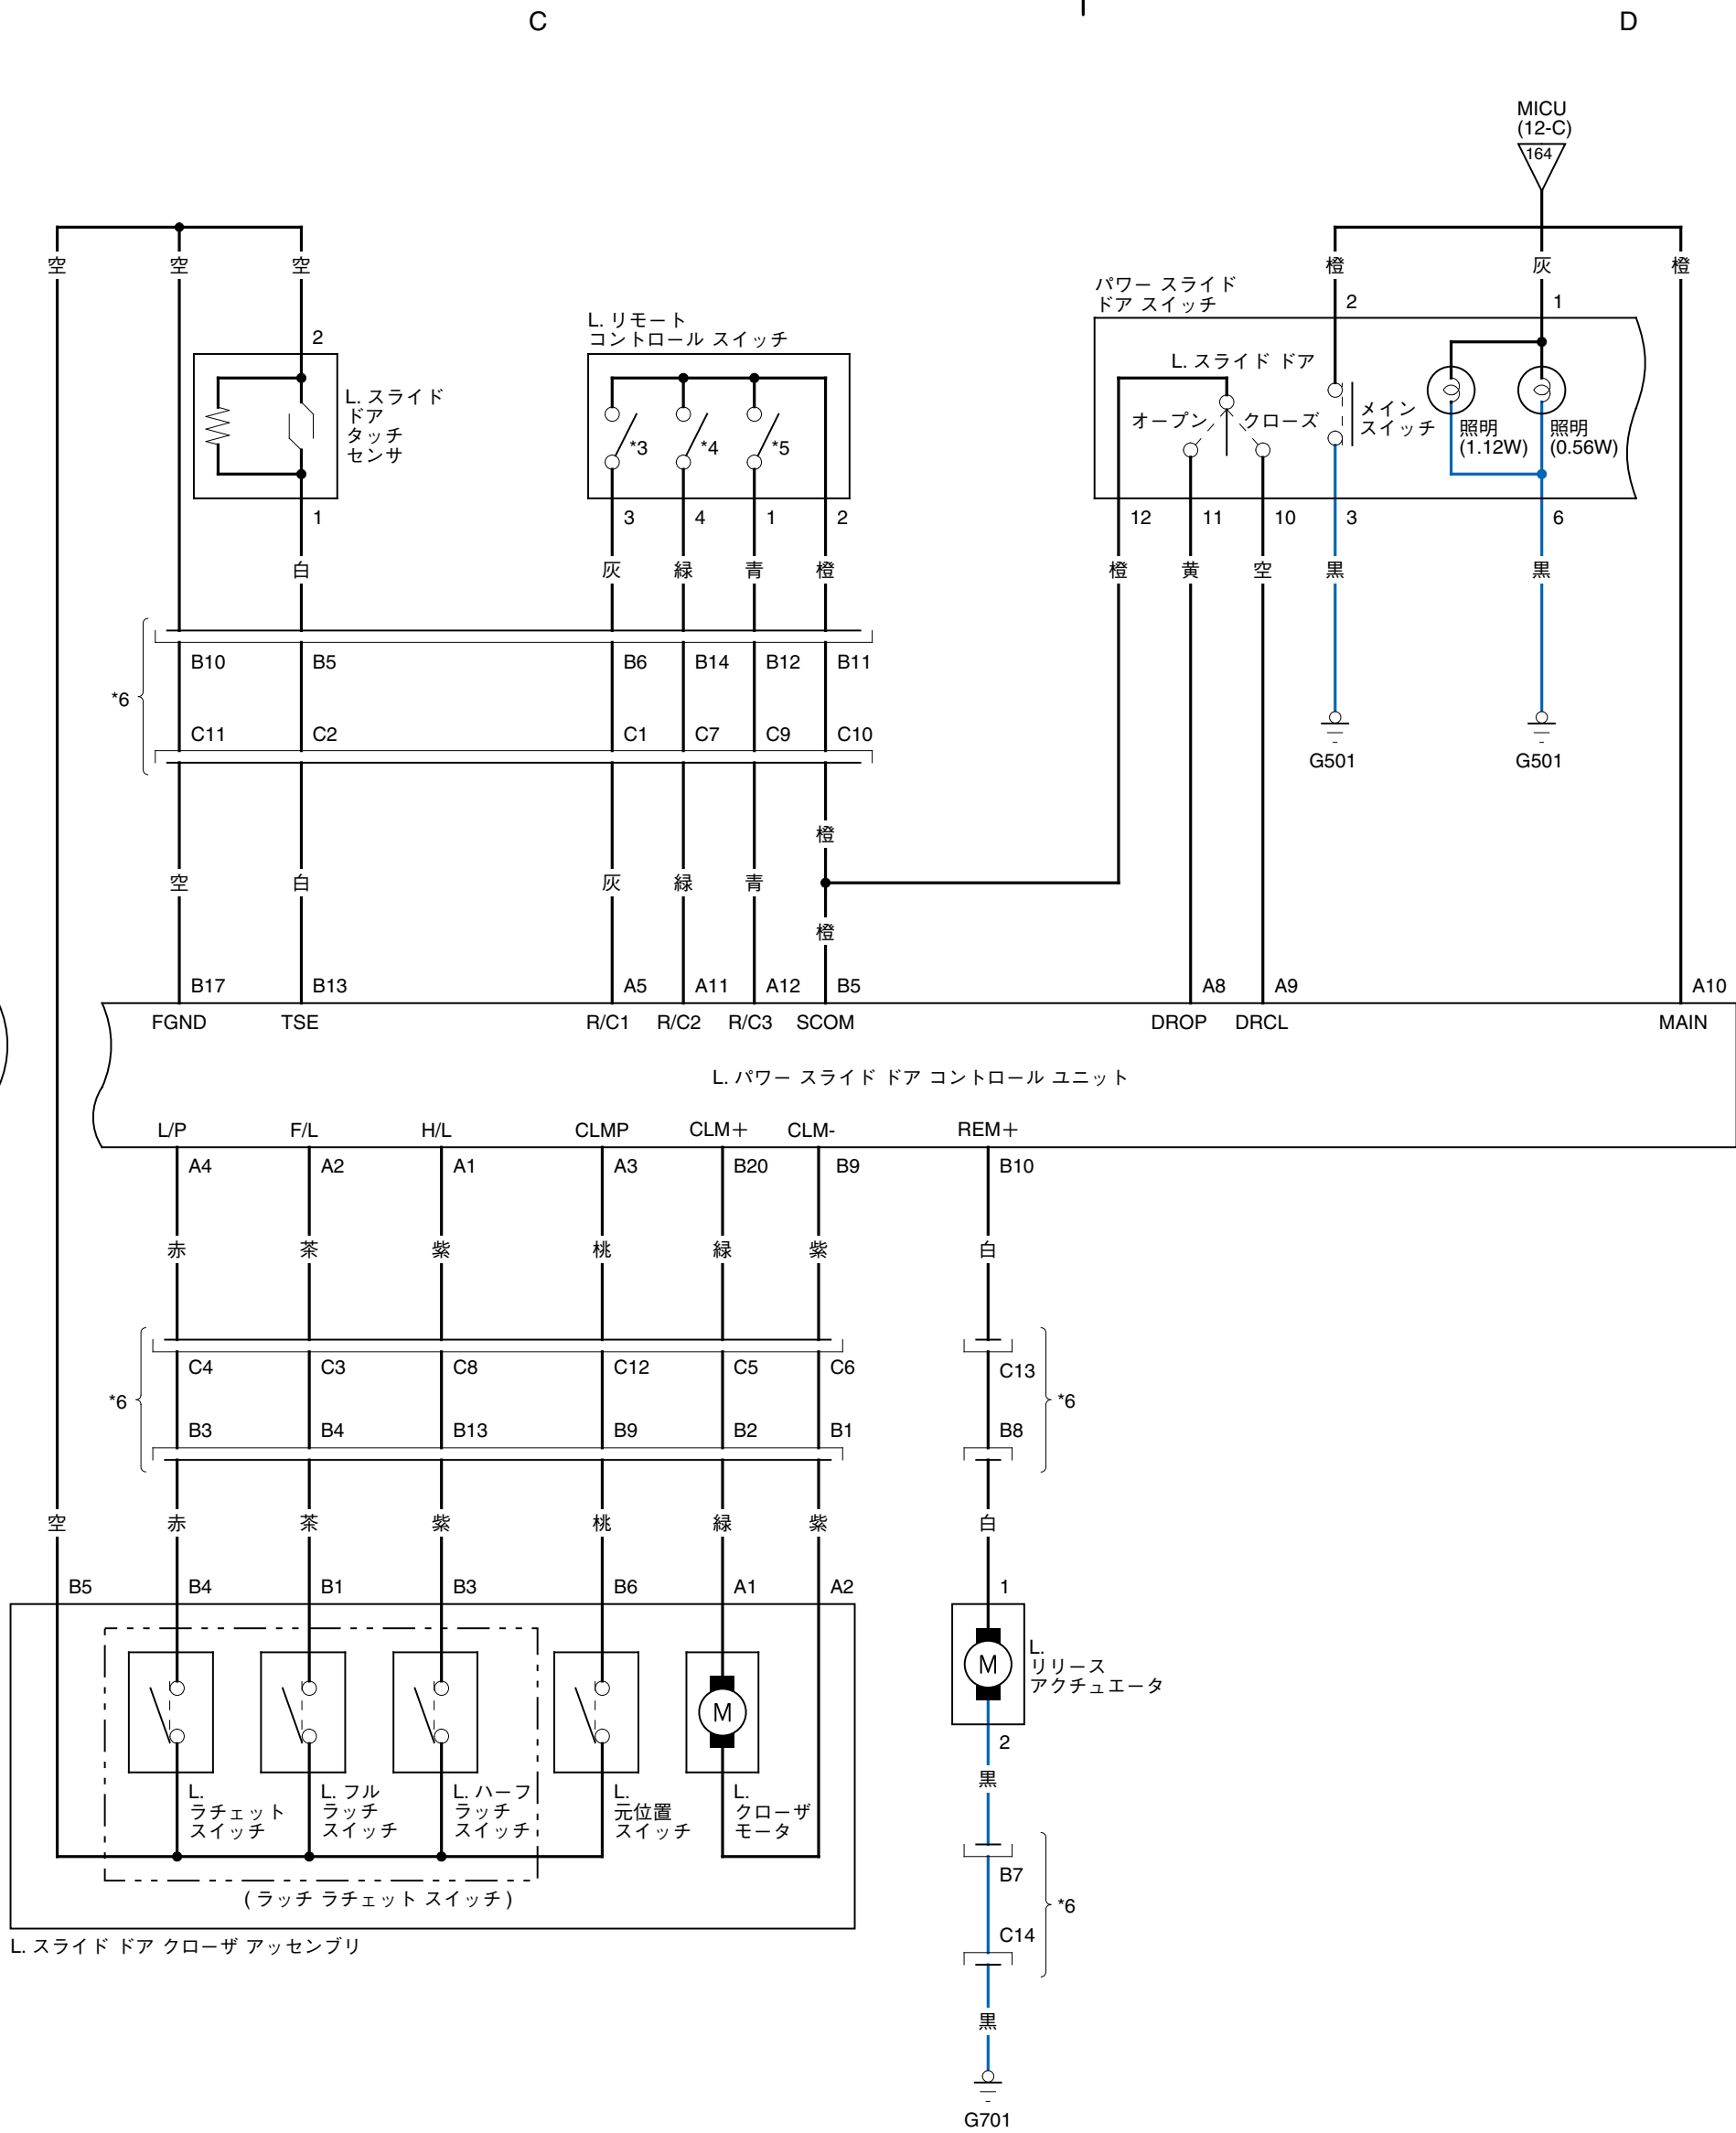 C
D
MICU
(12-C)
164
空 空 空
橙 灰 橙
パワー スライド
ドア スイッチ
2 1
2
L. リモート
コントロール スイッチ
L. スライド
ドア
タッチ
センサ
*3 *4 *5
L. スライド ドア
オープン クローズ
メイン
スイッチ
照明
(1.12W)
照明
(0.56W)
1 3 4 1 2 12 11 10 3 6
白 灰 緑 青 橙 橙 黄 空 黒 黒
B10 B5 B6 B14 B12 B11
*6
C11 C2 C1 C7 C9 C10
G501 G501
橙
空 白 灰 緑 青
橙
B17 B13 A5 A11 A12 B5 A8 A9 A10
FGND TSE R/C1 R/C2 R/C3 SCOM DROP DRCL MAIN
L. パワー スライド ドア コントロール ユニット
L/P F/L H/L CLMP CLM+ CLM- REM+
A4 A2 A1 A3 B20 B9 B10
赤 茶 紫 桃 緑 紫 白
C4 C3 C8 C12 C5 C6 C13
*6 *6
B3 B4 B13 B9 B2 B1 B8
空 赤 茶 紫 桃 緑 紫 白
B5 B4 B1 B3 B6 A1 A2 1
M
L.
リリース
アクチュエータ
M
2
黒
L.
ラチェット
スイッチ
L. フル
ラッチ
スイッチ
L. ハーフ
ラッチ
スイッチ
L.
元位置
スイッチ
L.
クローザ
モータ
( ラッチ ラチェット スイッチ )
L. スライド ドア クローザ アッセンブリ
B7
*6
C14
黒
G701